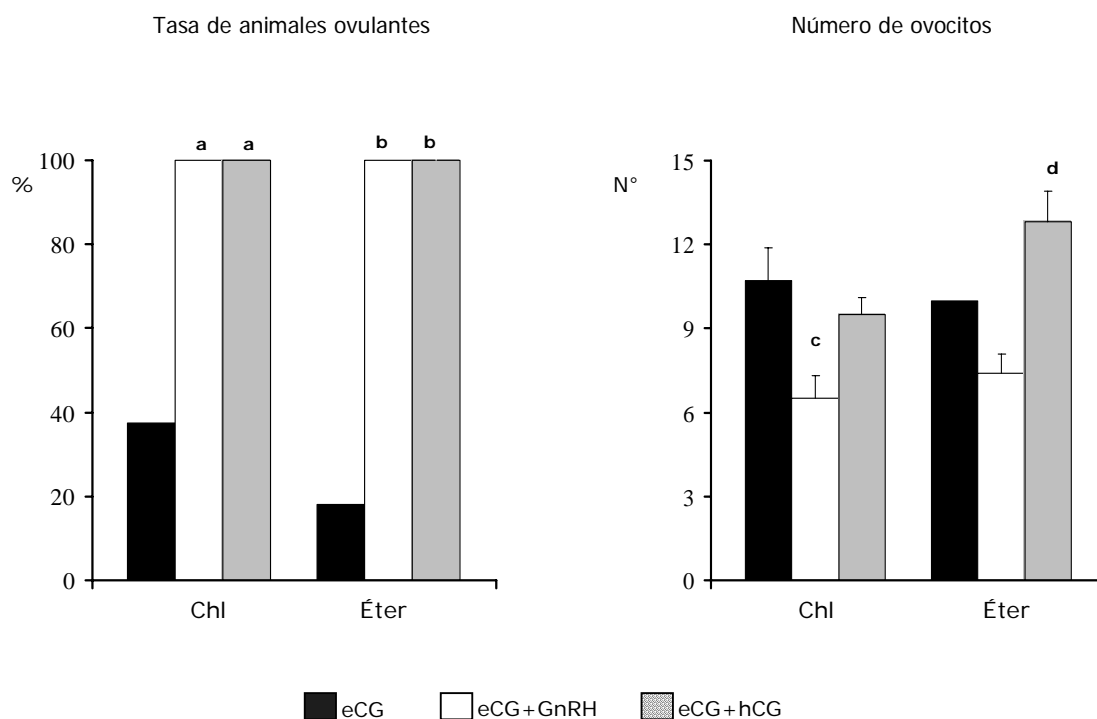 Tasa de animales ovulantes
Número de ovocitos
%
100
80
60
40
20
0
a
a
b
b
Chl
Éter
N°
15
12
9
6
3
0
c
d
Chl
Éter
eCG
eCG+GnRH
eCG+hCG